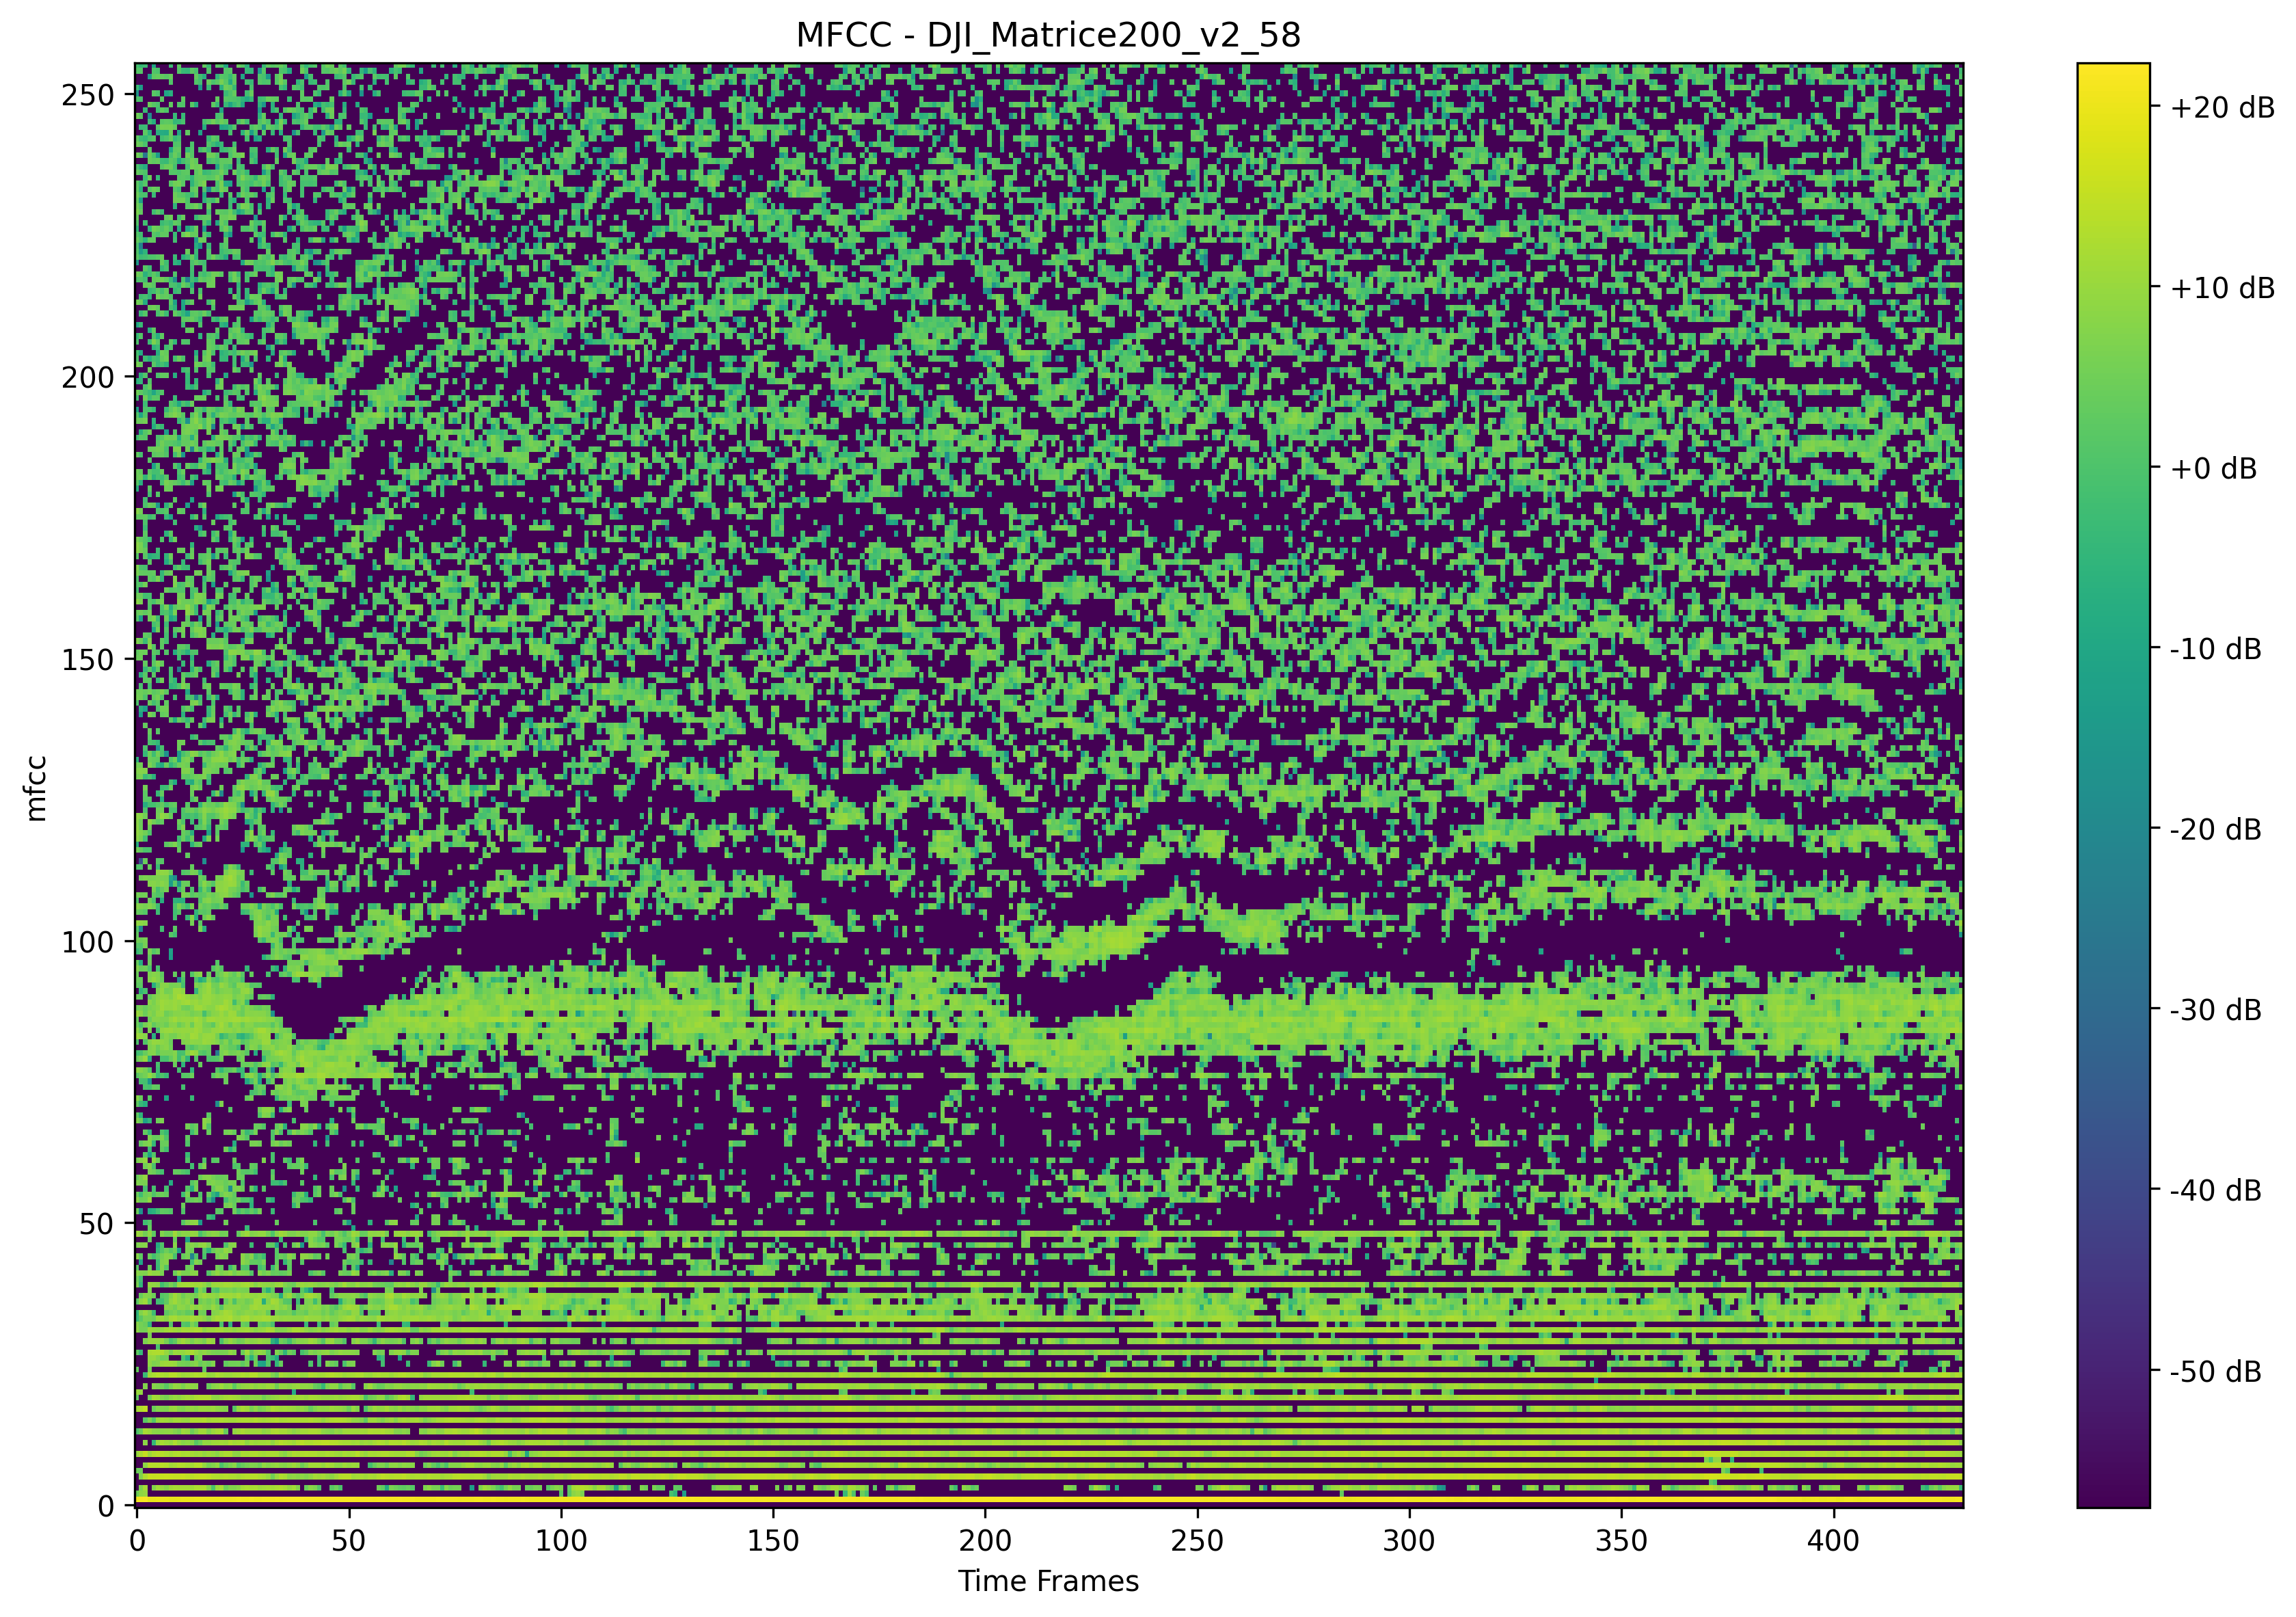 MFCC - DJI_Matrice200_v2_58
250
200
150
100
50
0
mfcc
0
50
100
150
200
250
300
350
400
Time Frames
+20 dB
+10 dB
+0 dB
-10 dB
-20 dB
-30 dB
-40 dB
-50 dB